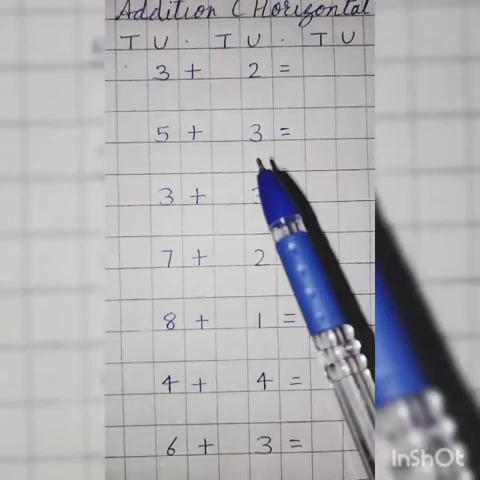 Addition ( Horizontal
T U . T U . T U
3 + 2 =
5 + 3 =
3 +
7 + 2
8 + 1 =
4 + 4 =
6 + 3 =
InShOt